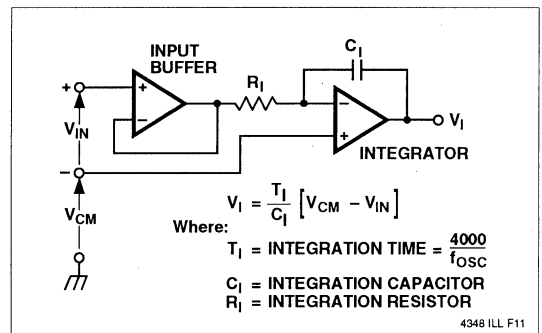 INPUT
BUFFER
C_I
R_I
+
+
−
−
+
V_IN
V_I
INTEGRATOR
−
V_CM
V_I = T_I/C_I [V_CM − V_IN]
Where:
T_I = INTEGRATION TIME = 4000/f_OSC
C_I = INTEGRATION CAPACITOR
R_I = INTEGRATION RESISTOR
4348 ILL F11